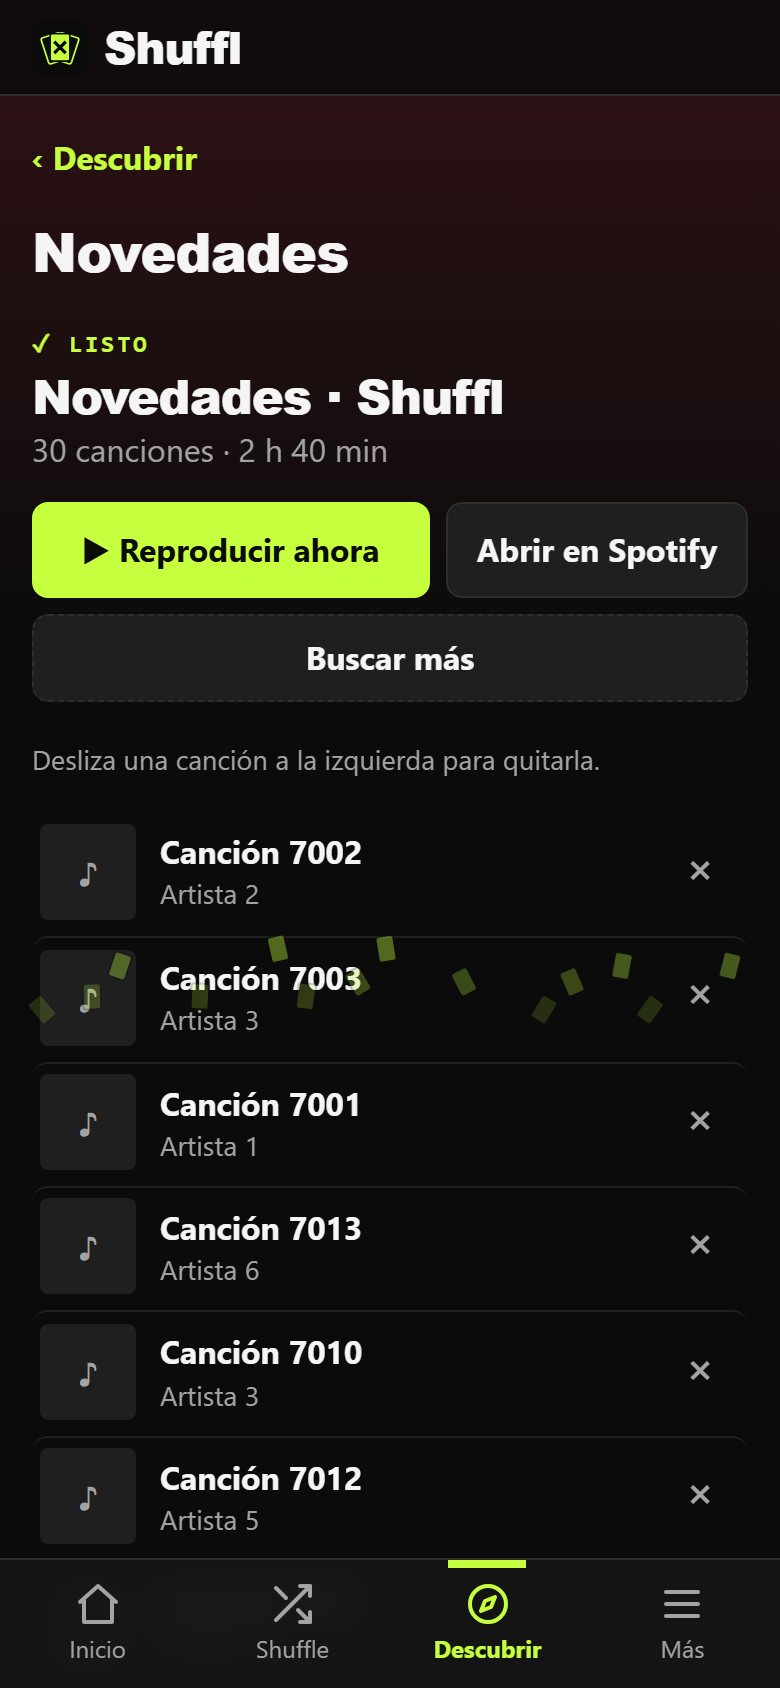 Shuffl
‹ Descubrir
Novedades
✓ LISTO
Novedades · Shuffl
30 canciones · 2 h 40 min
▶ Reproducir ahora
Abrir en Spotify
Buscar más
Desliza una canción a la izquierda para quitarla.
Canción 7002
Artista 2
Canción 7003
Artista 3
Canción 7001
Artista 1
Canción 7013
Artista 6
Canción 7010
Artista 3
Canción 7012
Artista 5
Inicio
Shuffle
Descubrir
Más